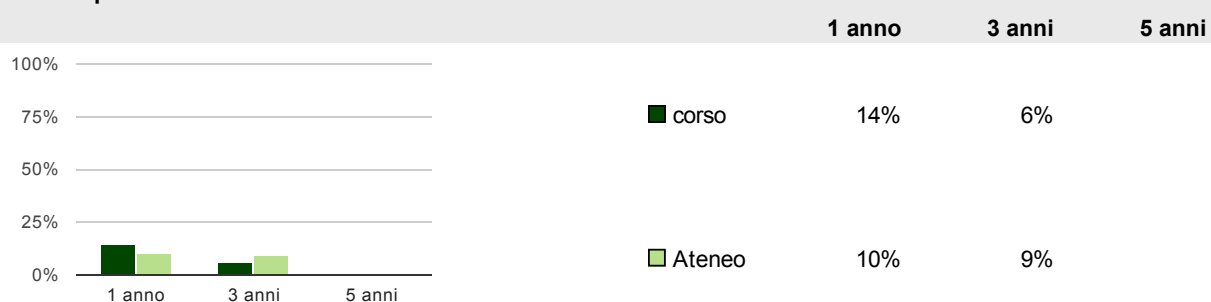 1 anno 3 anni 5 anni
100%
75%
50%
25%
0%
1 anno 3 anni 5 anni
corso 14% 6%
Ateneo 10% 9%